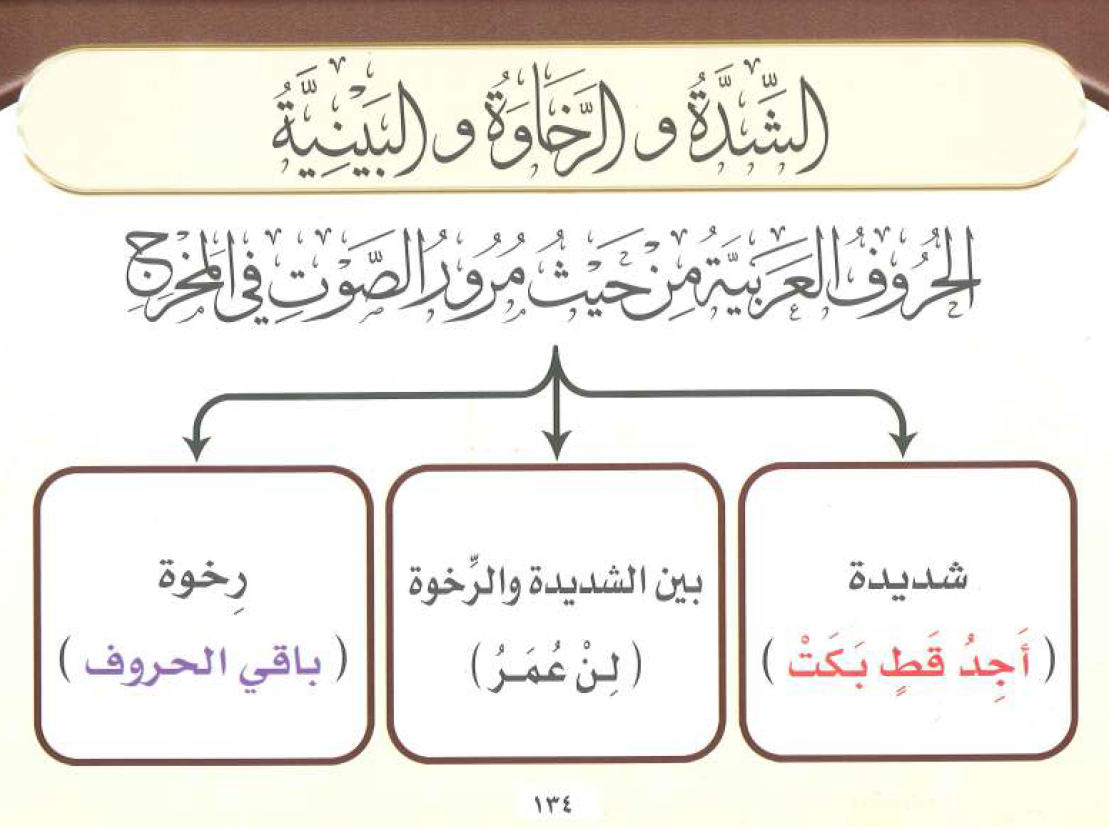 الشِّدَّةُ و الرَّخَاوَةُ و البَيْنِيَّةُ
الحُرُوفُ العَرَبِيَّةُ مِنْ حَيْثُ مُرُورُ الصَّوْتِ فِي المَخْرَجِ
شديدة
( أَجِدُ قَطٍ بَكَتْ )
بين الشديدة والرِّخوة
( لِنْ عُمَرُ )
رِخوة
( باقي الحروف )
١٣٤